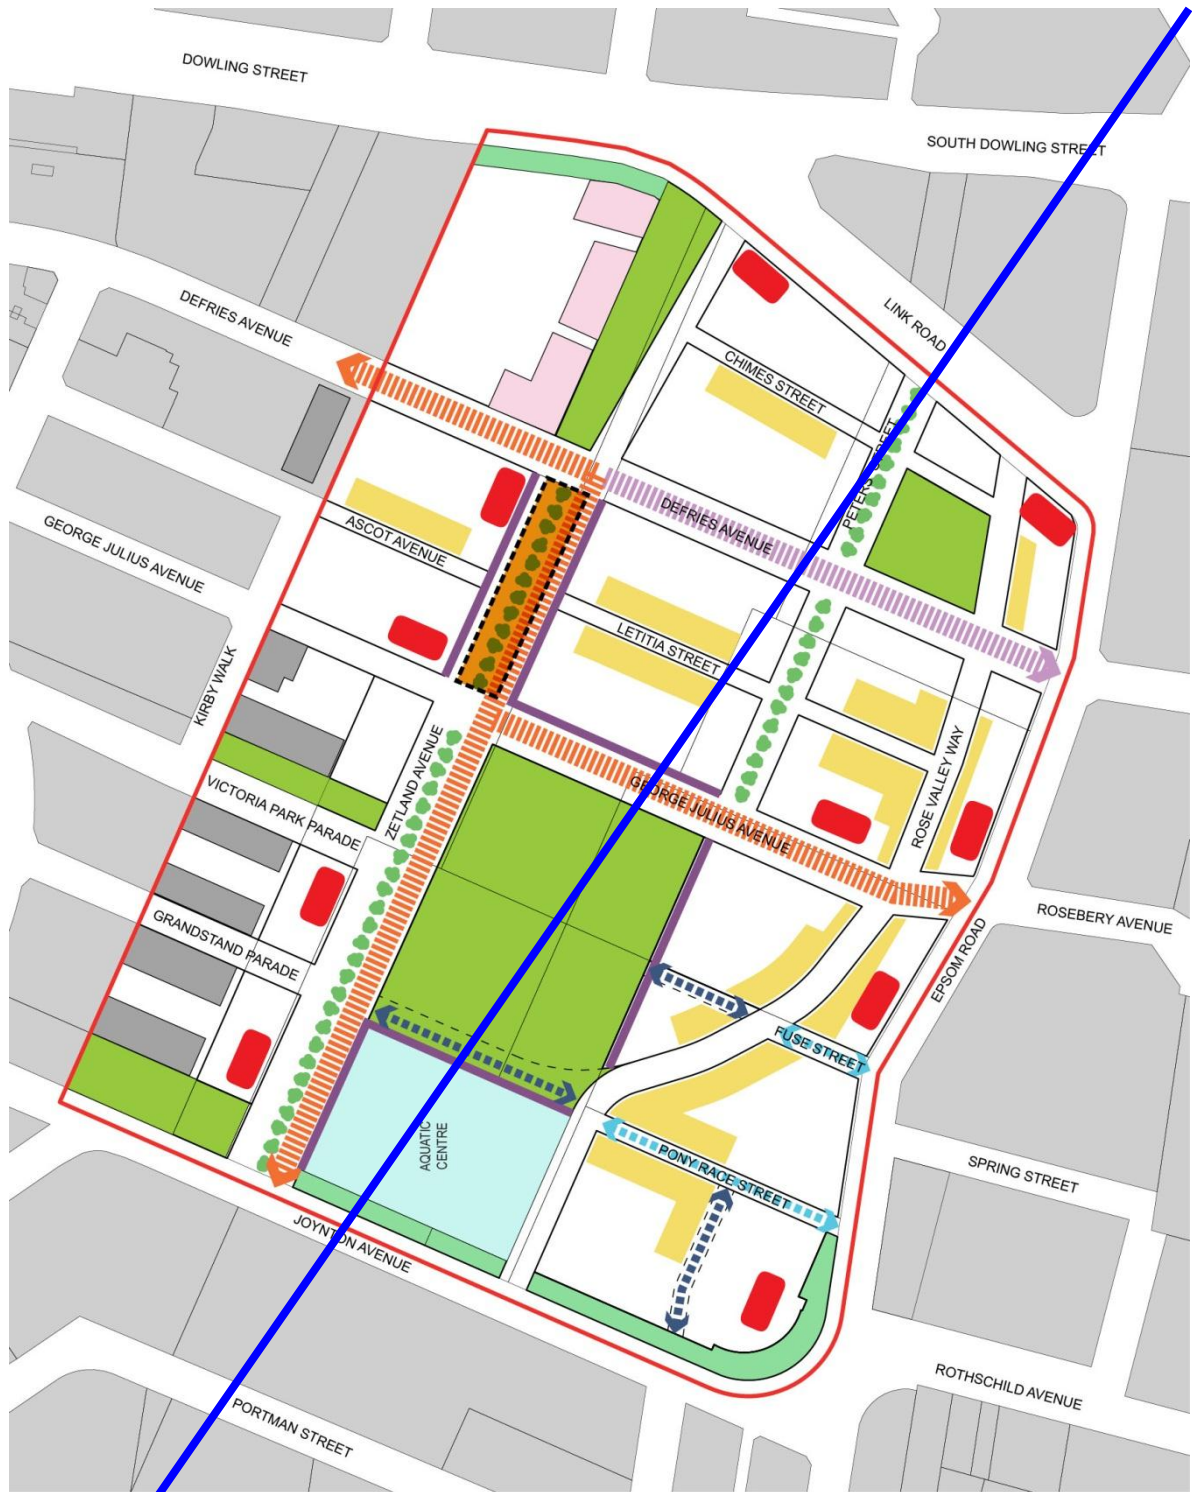 DOWLING STREET
SOUTH DOWLING STREET
LINK ROAD
DEFRIES AVENUE
CHIMES STREET
PETERS STREET
DEFRIES AVENUE
GEORGE JULIUS AVENUE
ASCOT AVENUE
LETITIA STREET
KIRBY WALK
ZETLAND AVENUE
ROSE VALLEY WAY
VICTORIA PARK PARADE
GEORGE JULIUS AVENUE
GRANDSTAND PARADE
ROSEBERY AVENUE
EPSOM ROAD
FUSE STREET
AQUATIC
CENTRE
PONY RACE STREET
SPRING STREET
JOYNTON AVENUE
ROTHSCHILD AVENUE
PORTMAN STREET